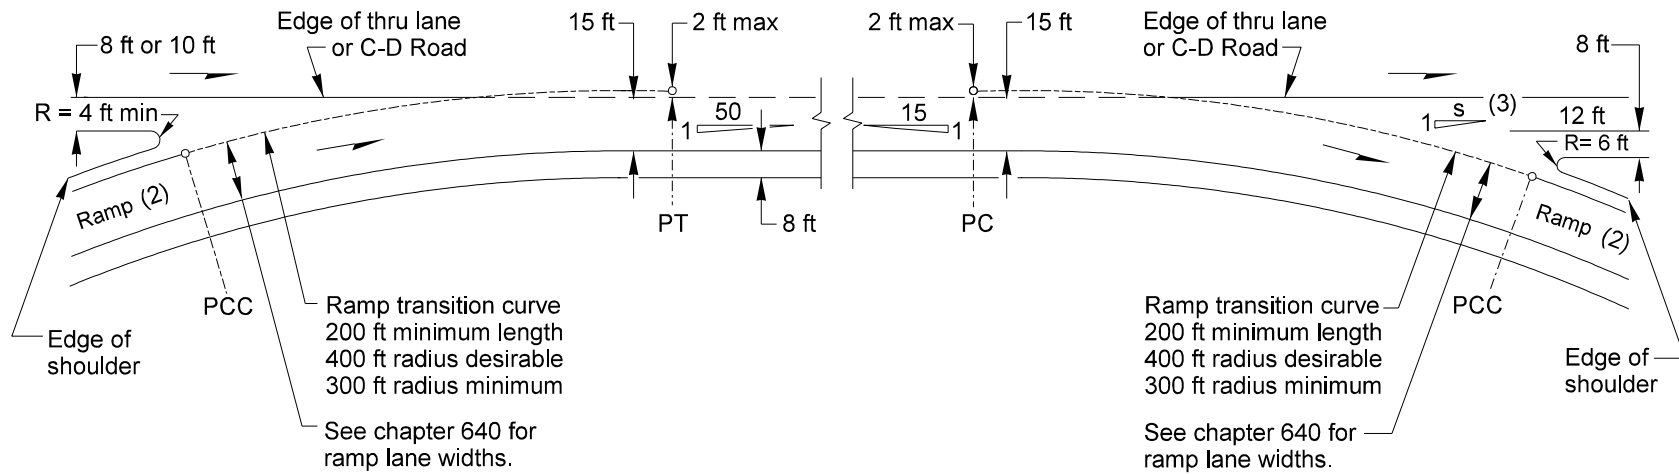 Edge of thru lane
or C-D Road
15 ft
2 ft max
2 ft max
15 ft
Edge of thru lane
or C-D Road
8 ft or 10 ft
8 ft
R = 4 ft min
1
50
15
1
1
s
(3)
12 ft
R= 6 ft
Ramp (2)
PT
8 ft
PC
Ramp (2)
PCC
PCC
Edge of
shoulder
Ramp transition curve
200 ft minimum length
400 ft radius desirable
300 ft radius minimum
See chapter 640 for
ramp lane widths.
Ramp transition curve
200 ft minimum length
400 ft radius desirable
300 ft radius minimum
See chapter 640 for
ramp lane widths.
Edge of
shoulder